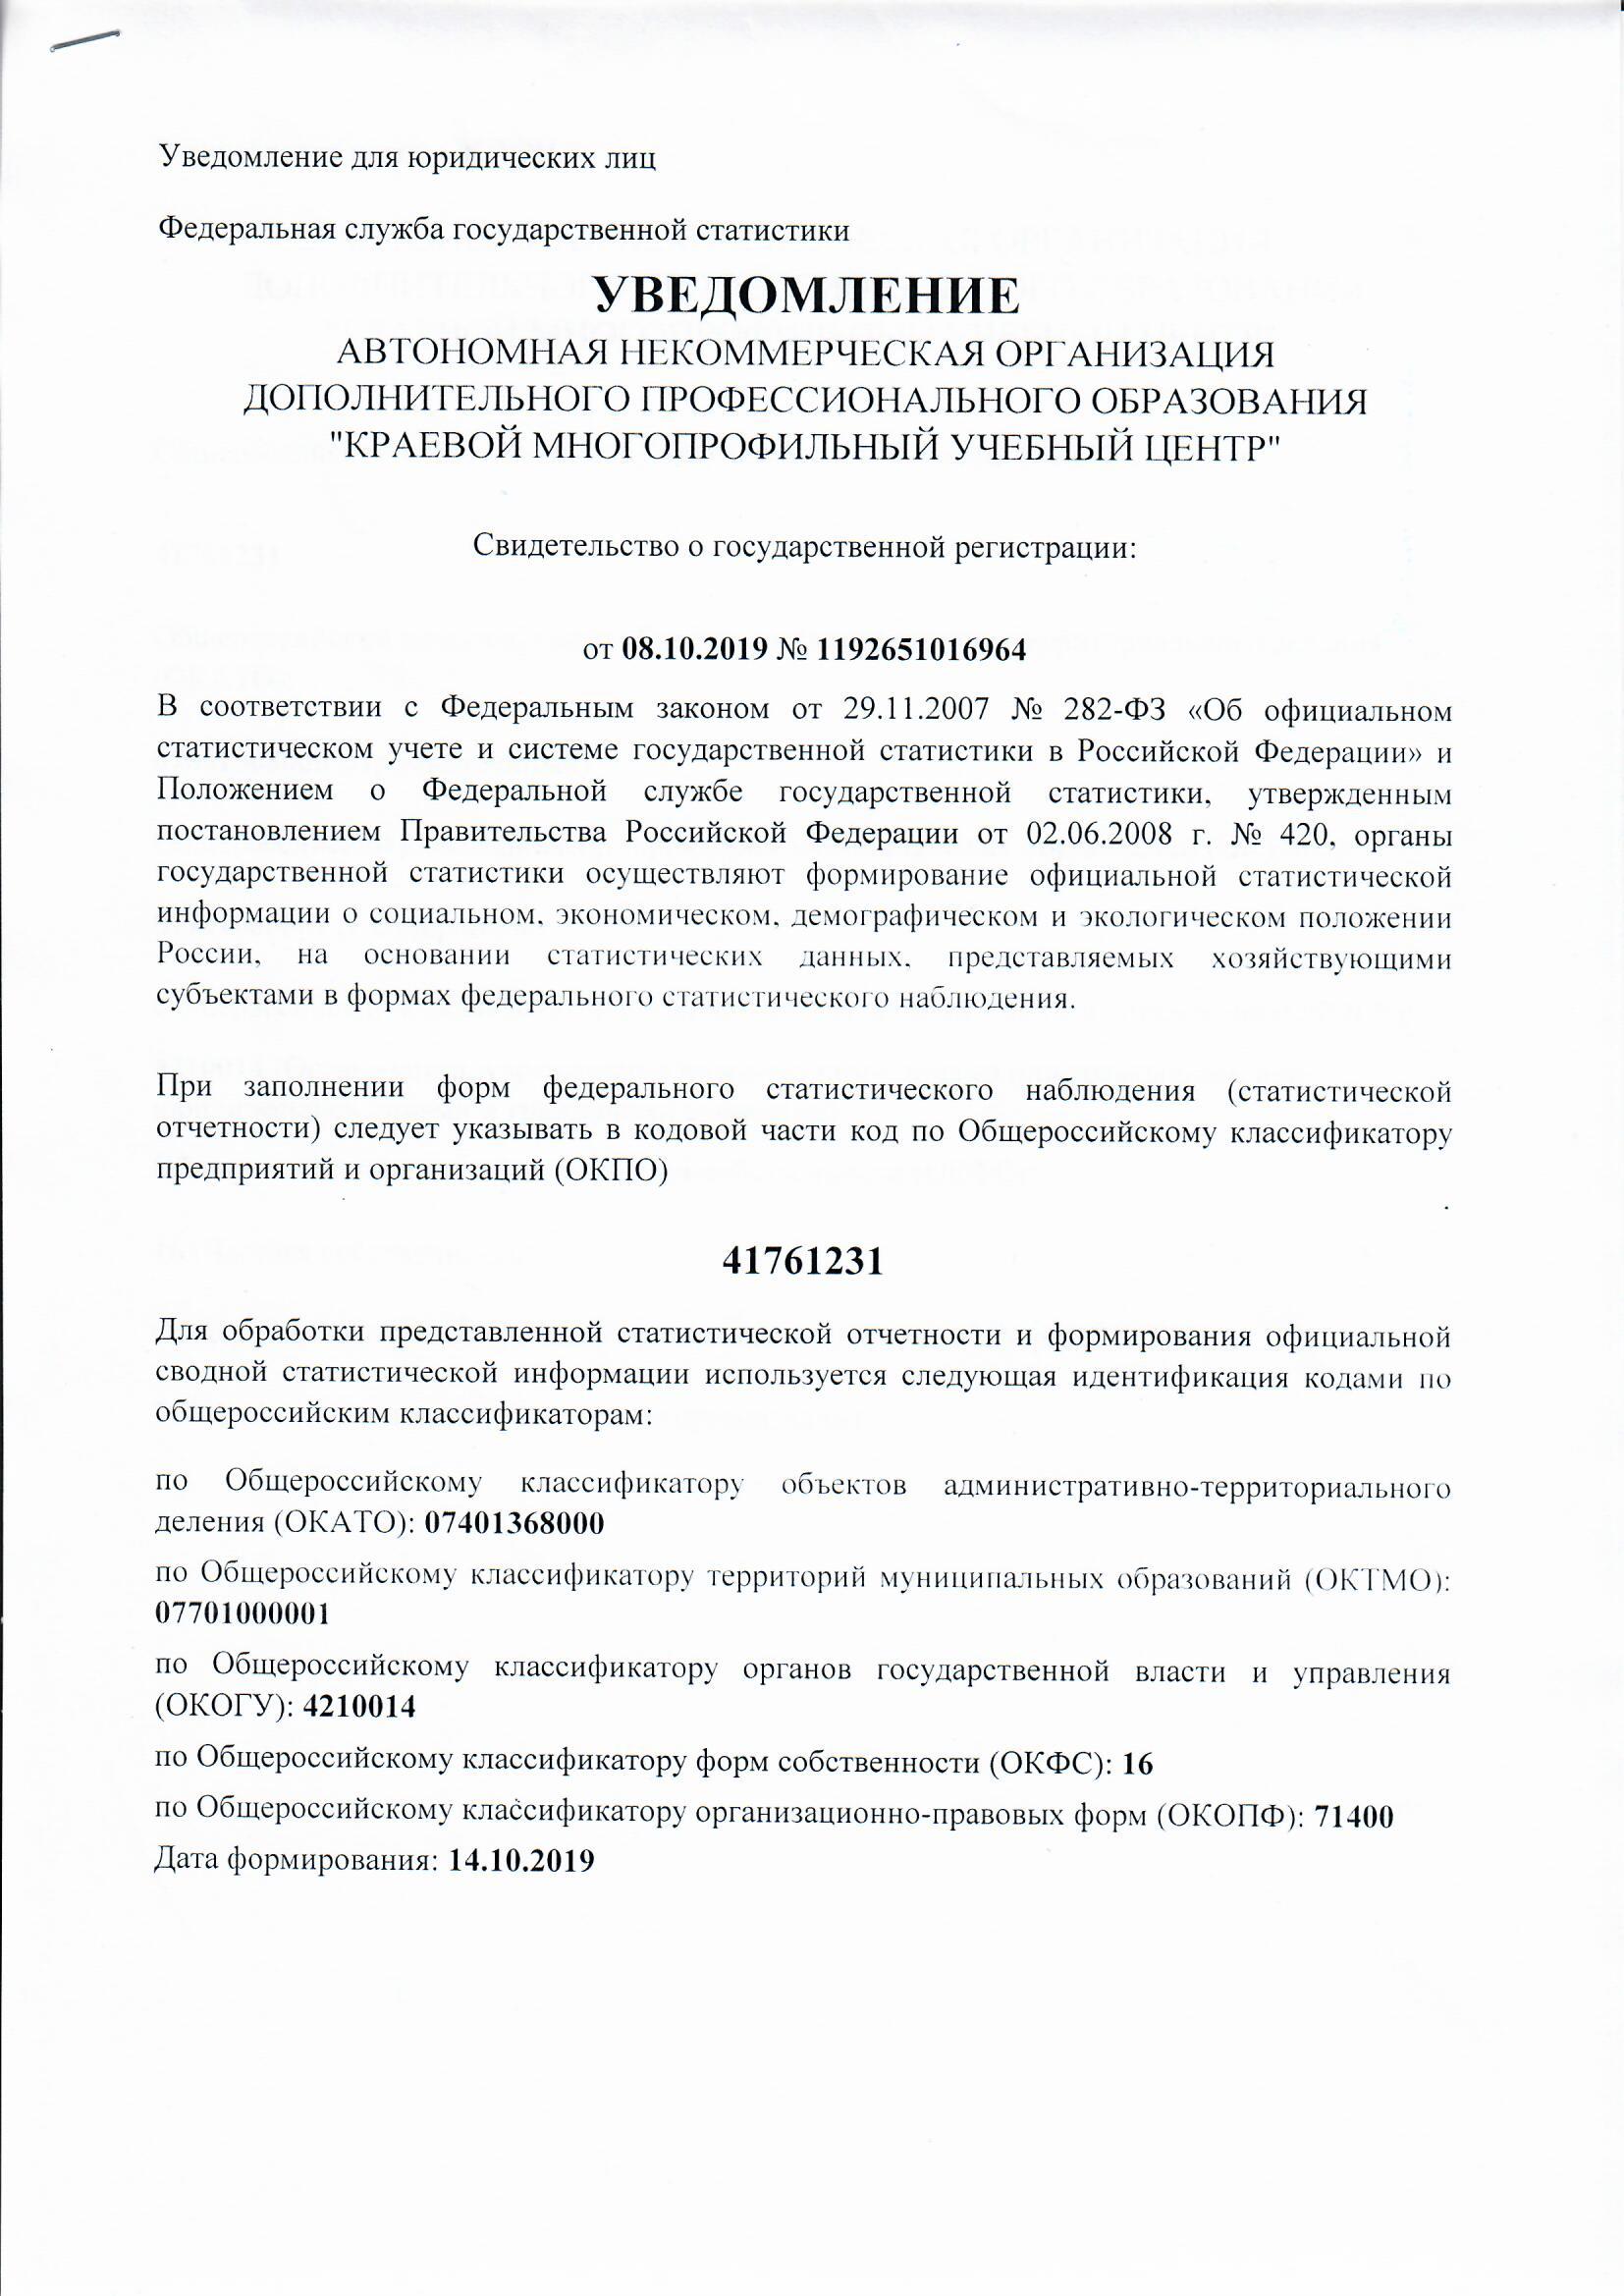 Уведомление для юридических лиц
Федеральная служба государственной статистики
УВЕДОМЛЕНИЕ
АВТОНОМНАЯ НЕКОММЕРЧЕСКАЯ ОРГАНИЗАЦИЯ
ДОПОЛНИТЕЛЬНОГО ПРОФЕССИОНАЛЬНОГО ОБРАЗОВАНИЯ
"КРАЕВОЙ МНОГОПРОФИЛЬНЫЙ УЧЕБНЫЙ ЦЕНТР"
Свидетельство о государственной регистрации:
от 08.10.2019 № 1192651016964
В соответствии с Федеральным законом от 29.11.2007 № 282-ФЗ «Об официальном
статистическом учете и системе государственной статистики в Российской Федерации» и
Положением о Федеральной службе государственной статистики, утвержденным
постановлением Правительства Российской Федерации от 02.06.2008 г. № 420, органы
государственной статистики осуществляют формирование официальной статистической
информации о социальном, экономическом, демографическом и экологическом положении
России, на основании статистических данных, представляемых хозяйствующими
субъектами в формах федерального статистического наблюдения.
При заполнении форм федерального статистического наблюдения (статистической
отчетности) следует указывать в кодовой части код по Общероссийскому классификатору
предприятий и организаций (ОКПО)
41761231
Для обработки представленной статистической отчетности и формирования официальной
сводной статистической информации используется следующая идентификация кодами по
общероссийским классификаторам:
по Общероссийскому классификатору объектов административно-территориального
деления (ОКАТО): 07401368000
по Общероссийскому классификатору территорий муниципальных образований (ОКТМО):
07701000001
по Общероссийскому классификатору органов государственной власти и управления
(ОКОГУ): 4210014
по Общероссийскому классификатору форм собственности (ОКФС): 16
по Общероссийскому классификатору организационно-правовых форм (ОКОПФ): 71400
Дата формирования: 14.10.2019